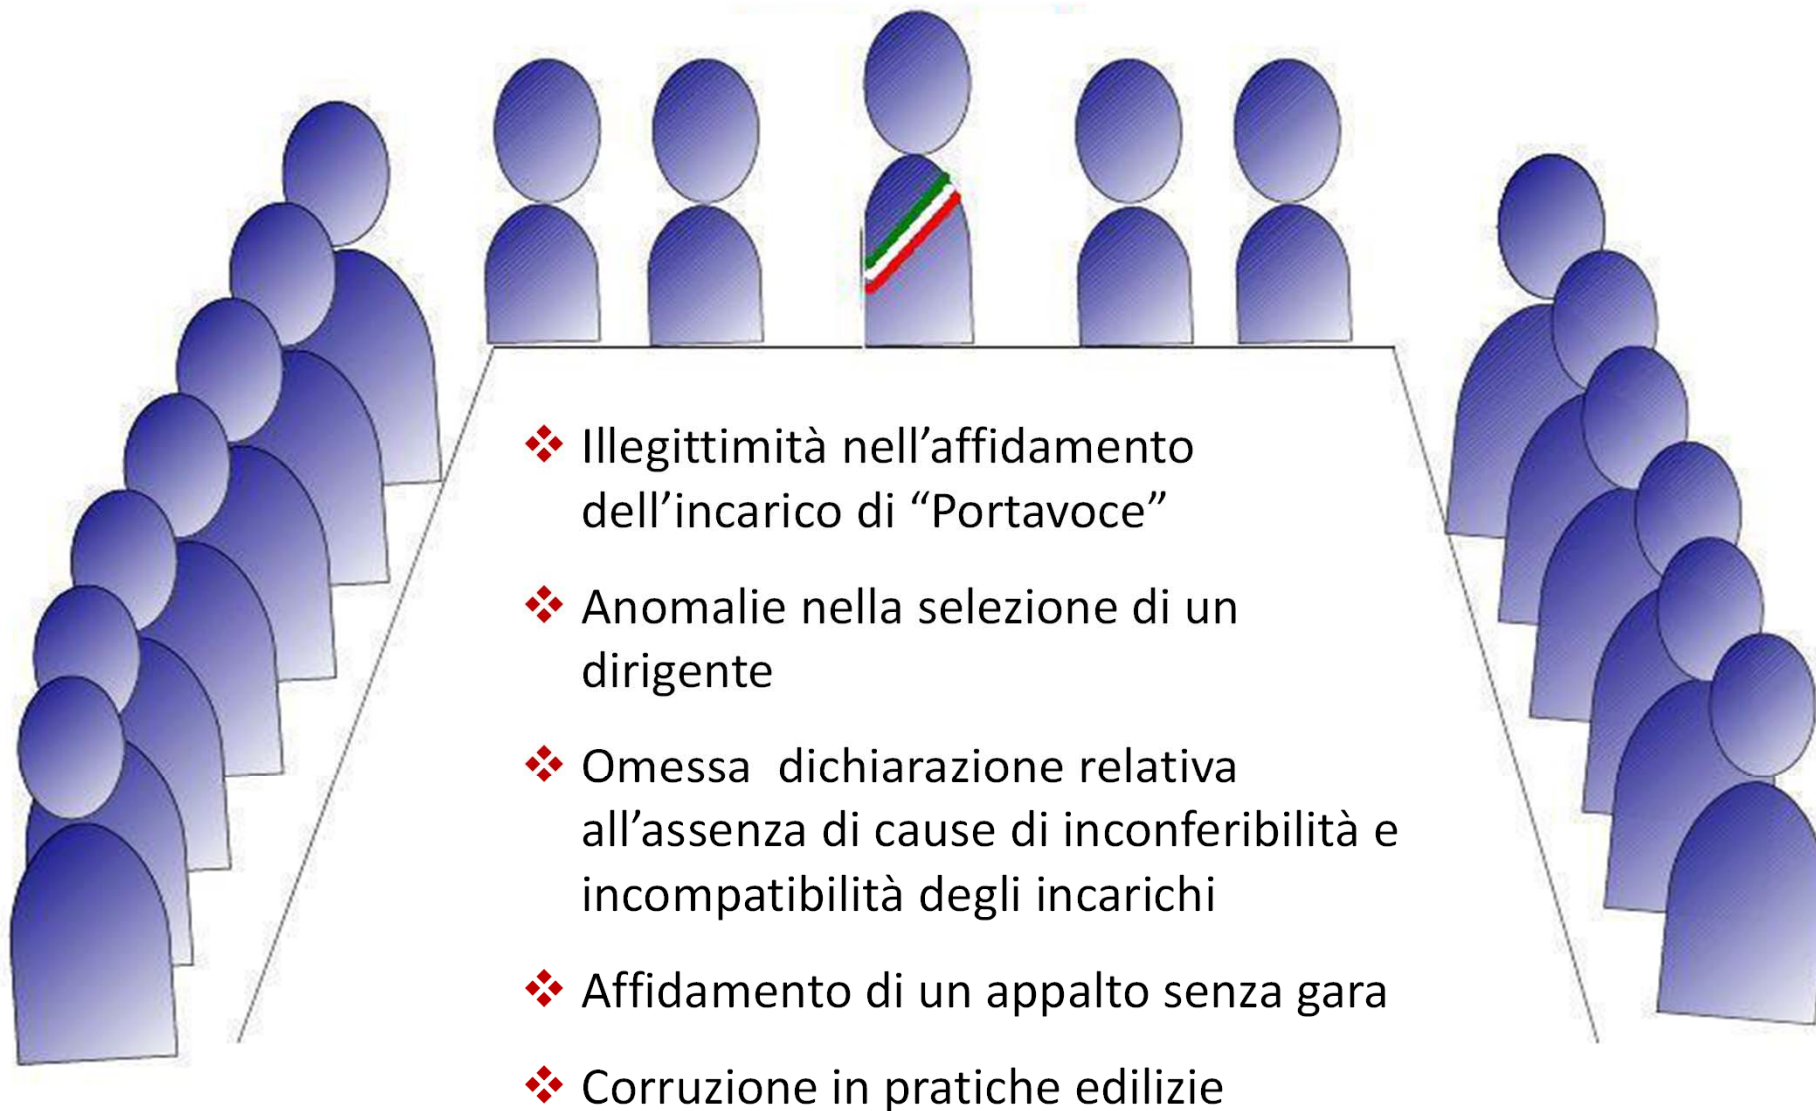 ❖ Illegittimità nell’affidamento
dell’incarico di “Portavoce”
❖ Anomalie nella selezione di un
dirigente
❖ Omessa  dichiarazione relativa
all’assenza di cause di inconferibilità e
incompatibilità degli incarichi
❖ Affidamento di un appalto senza gara
❖ Corruzione in pratiche edilizie